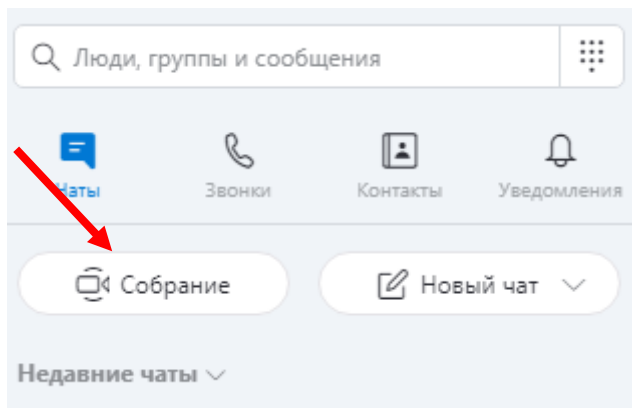 Люди, группы и сообщения
Чаты Звонки Контакты Уведомления
Собрание Новый чат
Недавние чаты